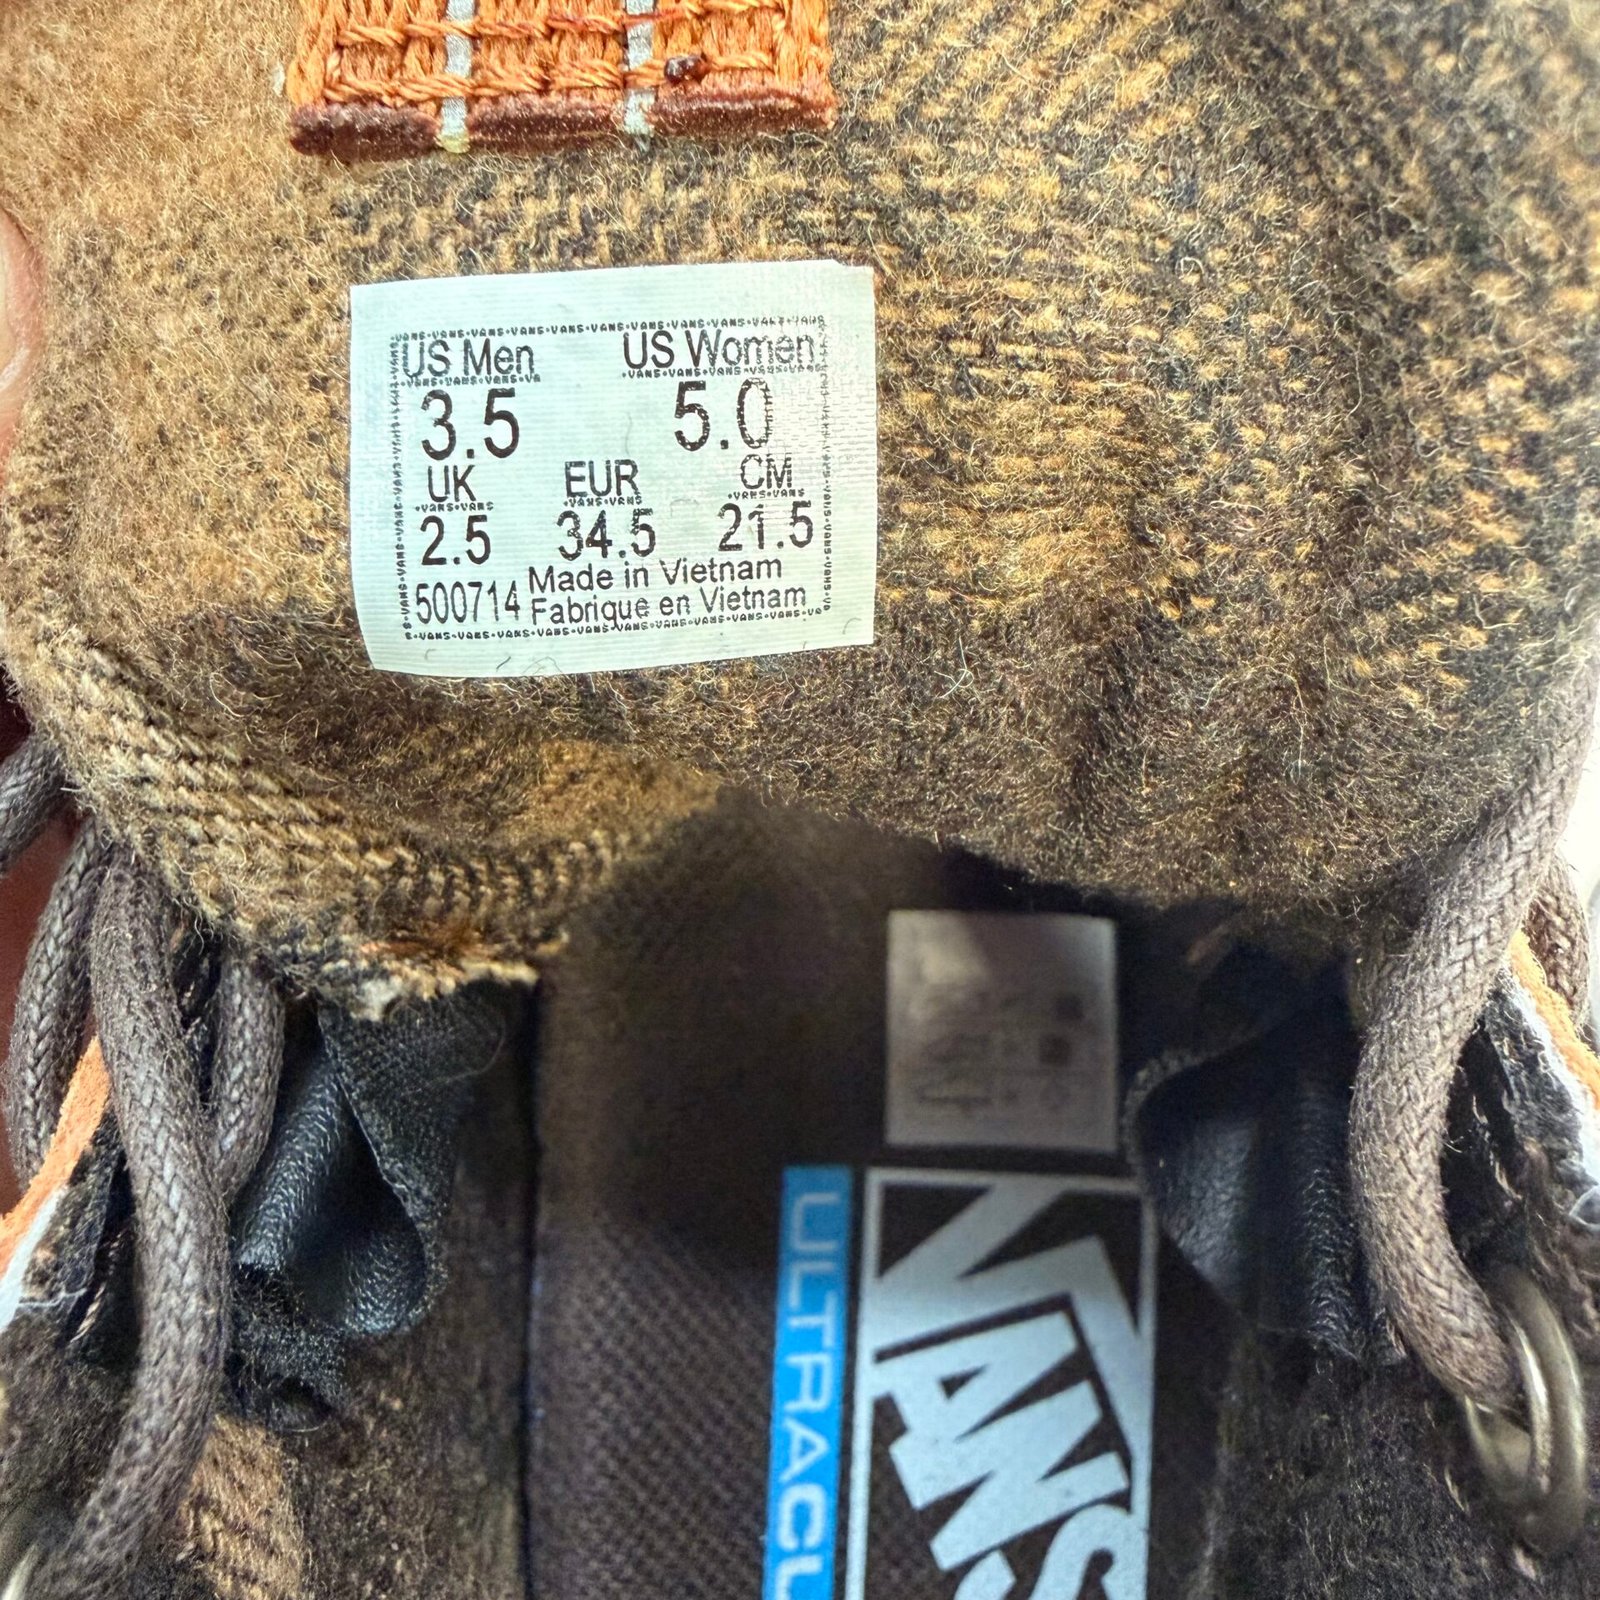 US Men US Women
3.5 5.0
UK EUR CM
2.5 34.5 21.5
500714 Made in Vietnam
Fabrique en Vietnam
VANS
ULTRACU